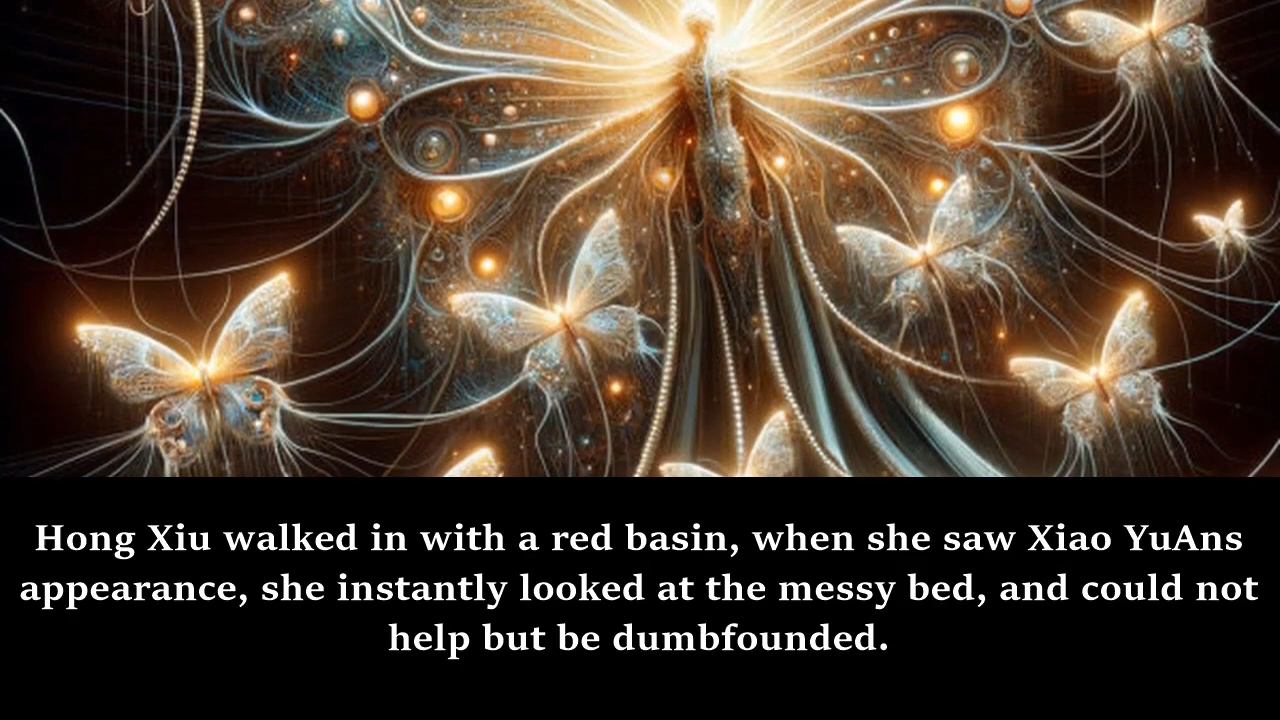 Hong Xiu walked in with a red basin, when she saw Xiao YuAns
appearance, she instantly looked at the messy bed, and could not
help but be dumbfounded.